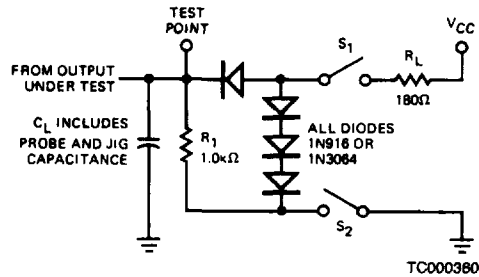 TEST
POINT
VCC
S1
RL
FROM OUTPUT
UNDER TEST
180Ω
CL INCLUDES
PROBE AND JIG
CAPACITANCE
R1
1.0kΩ
ALL DIODES
1N916 OR
1N3064
S2
TC000360